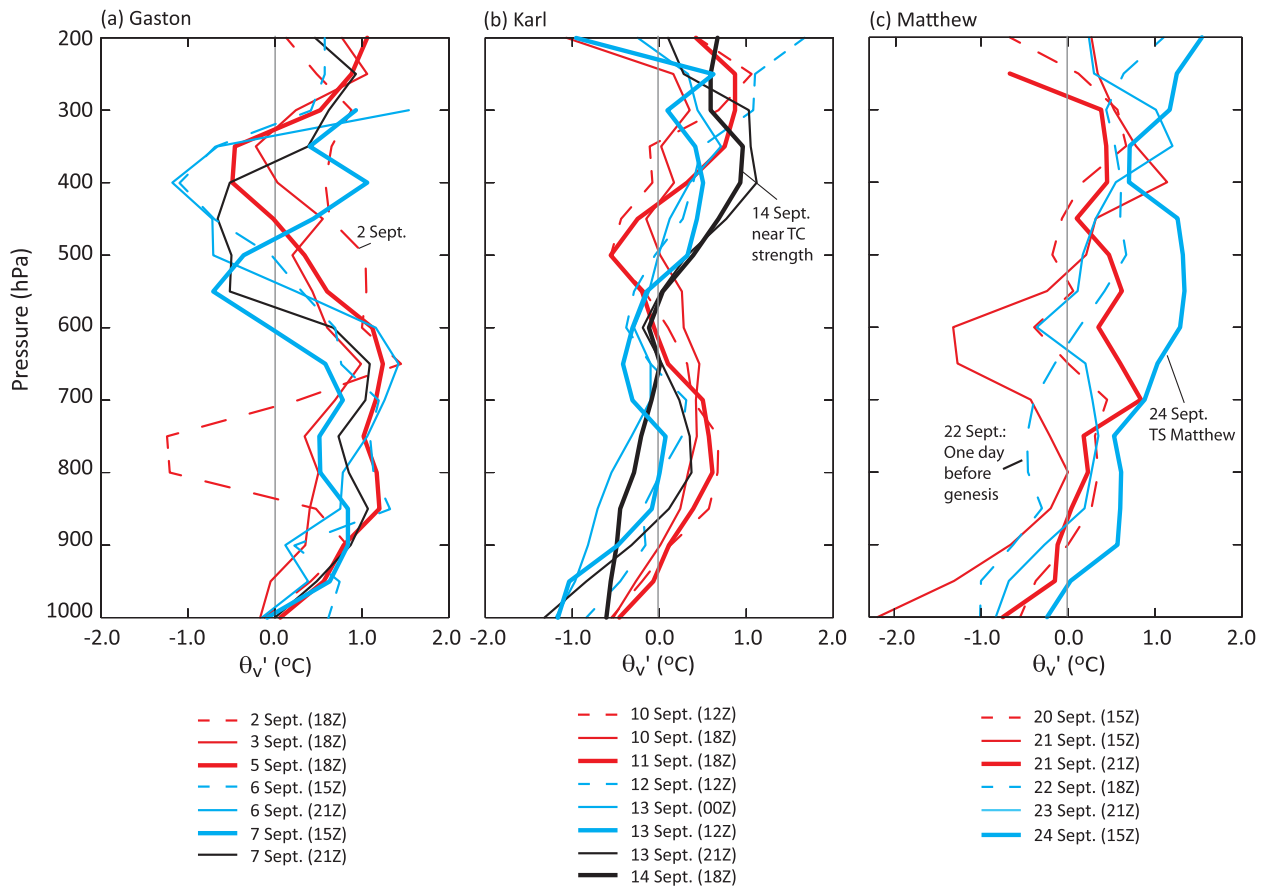 (a) Gaston
(b) Karl
(c) Matthew
Pressure (hPa)
200
300
400
500
600
700
800
900
1000
2 Sept.
14 Sept.
near TC
strength
22 Sept.:
One day
before
genesis
24 Sept.
TS Matthew
-2.0 -1.0 0.0 1.0 2.0
-2.0 -1.0 0.0 1.0 2.0
-2.0 -1.0 0.0 1.0 2.0
θv' (oC)
θv' (oC)
θv' (oC)
2 Sept. (18Z)
3 Sept. (18Z)
5 Sept. (18Z)
6 Sept. (15Z)
6 Sept. (21Z)
7 Sept. (15Z)
7 Sept. (21Z)
10 Sept. (12Z)
10 Sept. (18Z)
11 Sept. (18Z)
12 Sept. (12Z)
13 Sept. (00Z)
13 Sept. (12Z)
13 Sept. (21Z)
14 Sept. (18Z)
20 Sept. (15Z)
21 Sept. (15Z)
21 Sept. (21Z)
22 Sept. (18Z)
23 Sept. (21Z)
24 Sept. (15Z)